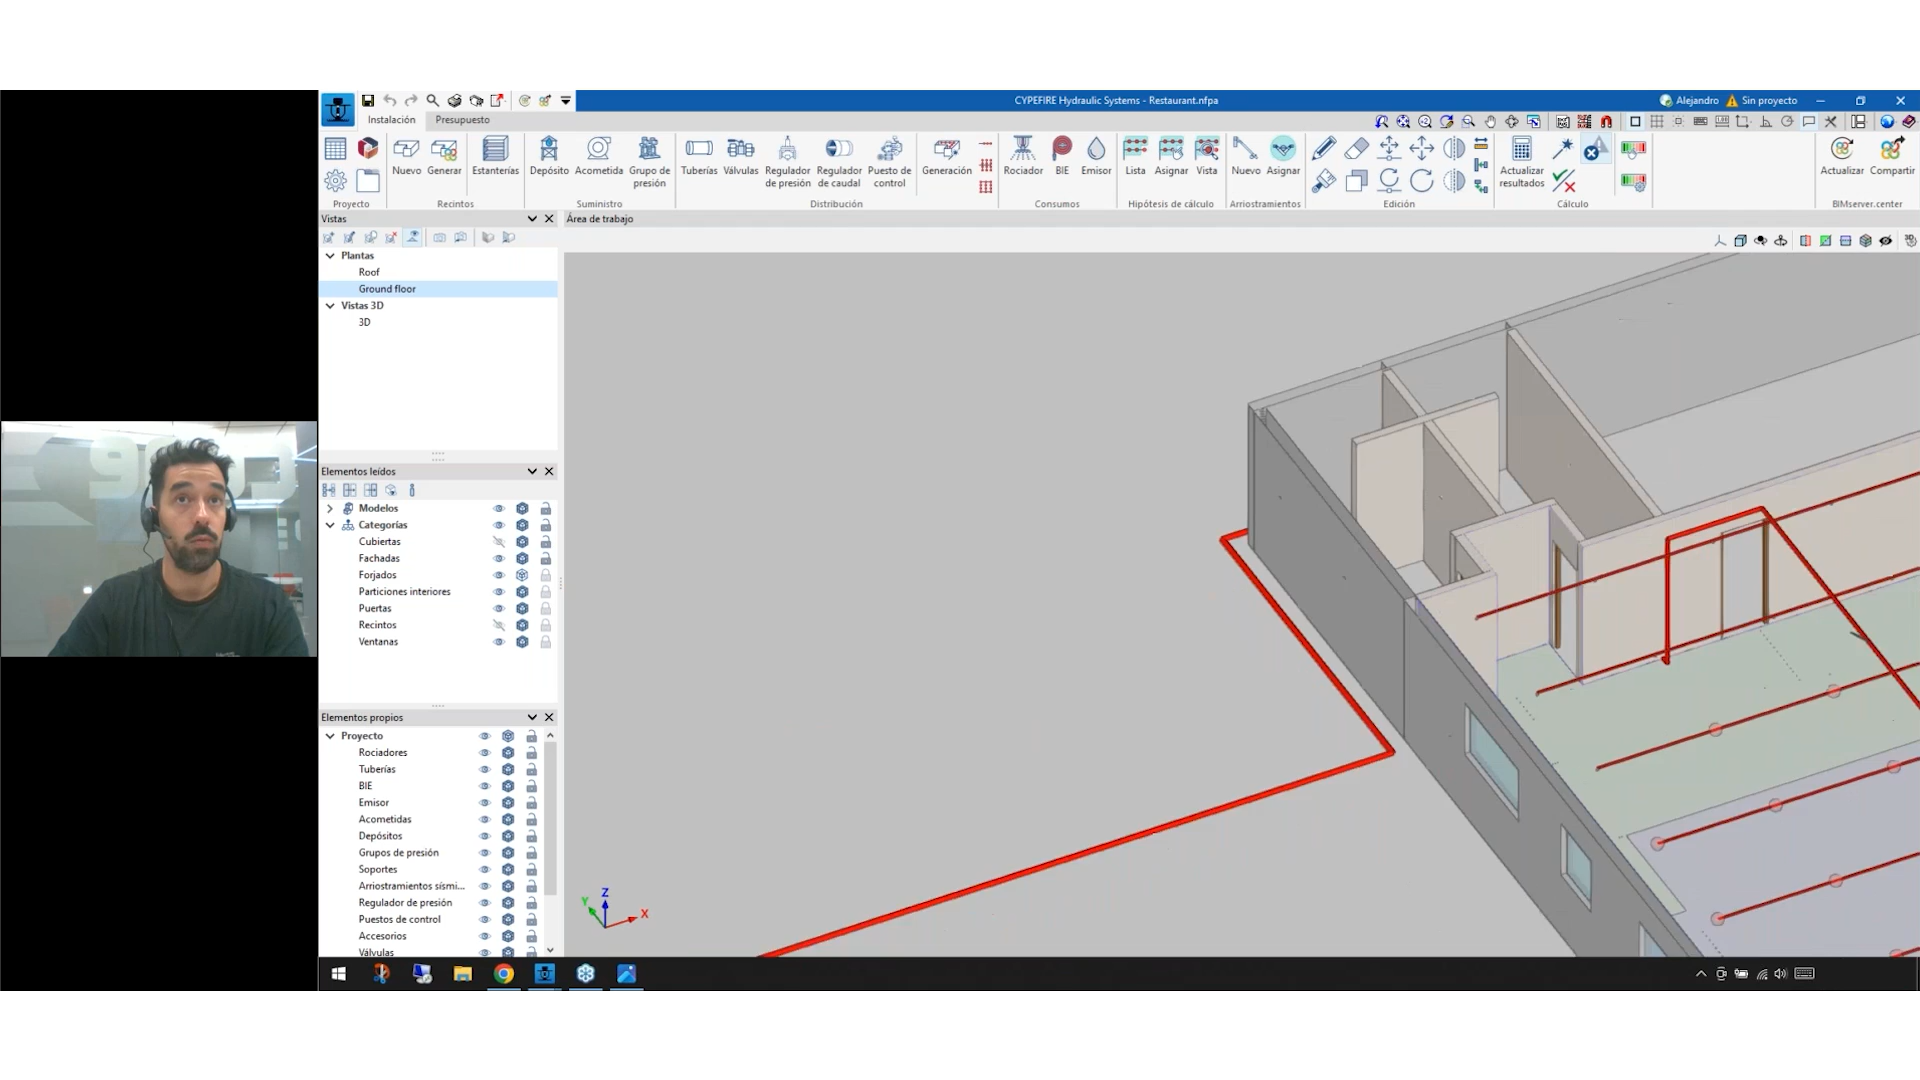 CYPEFIRE Hydraulic Systems - Restaurant.nfpa
Alejandro
Sin proyecto
Instalación
Presupuesto
Nuevo
Generar
Estanterías
Depósito
Acometida
Grupo de presión
Tuberías
Válvulas
Regulador de presión
Regulador de caudal
Puesto de control
Generación
Rociador
BIE
Emisor
Lista
Asignar
Vista
Nuevo
Asignar
Actualizar resultados
Actualizar
Compartir
Proyecto
Recintos
Suministro
Distribución
Consumos
Hipótesis de cálculo
Arriostramientos
Edición
Cálculo
BIMserver.center
Vistas
Área de trabajo
Plantas
Roof
Ground floor
Vistas 3D
3D
Elementos leídos
Modelos
Categorías
Cubiertas
Fachadas
Forjados
Particiones interiores
Puertas
Recintos
Ventanas
Elementos propios
Proyecto
Rociadores
Tuberías
BIE
Emisor
Acometidas
Depósitos
Grupos de presión
Soportes
Arriostramientos sísmi...
Regulador de presión
Puestos de control
Accesorios
Válvulas
Z
Y
X